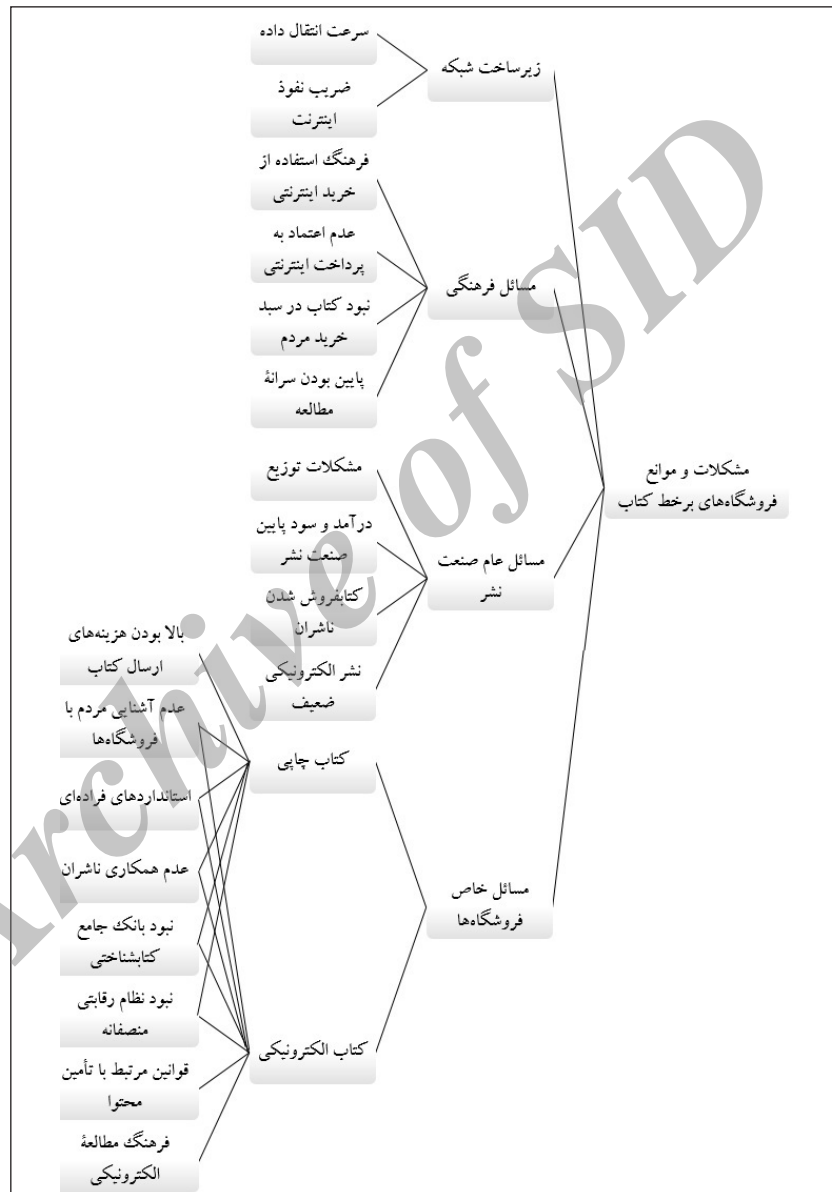 مشکلات و موانع
فروشگاه‌های برخط کتاب
زیرساخت شبکه
سرعت انتقال داده
ضریب نفوذ
اینترنت
مسائل فرهنگی
فرهنگ استفاده از
خرید اینترنتی
عدم اعتماد به
پرداخت اینترنتی
نبود کتاب در سبد
خرید مردم
پایین بودن سرانهٔ
مطالعه
مسائل عام صنعت
نشر
مشکلات توزیع
درآمد و سود پایین
صنعت نشر
کتابفروش شدن
ناشران
نشر الکترونیکی
ضعیف
مسائل خاص
فروشگاه‌ها
کتاب چاپی
کتاب الکترونیکی
بالا بودن هزینه‌های
ارسال کتاب
عدم آشنایی مردم با
فروشگاه‌ها
استانداردهای فراده‌ای
عدم همکاری ناشران
نبود بانک جامع
کتابشناختی
نبود نظام رقابتی
منصفانه
قوانین مرتبط با تأمین
محتوا
فرهنگ مطالعهٔ
الکترونیکی
Archive of SID